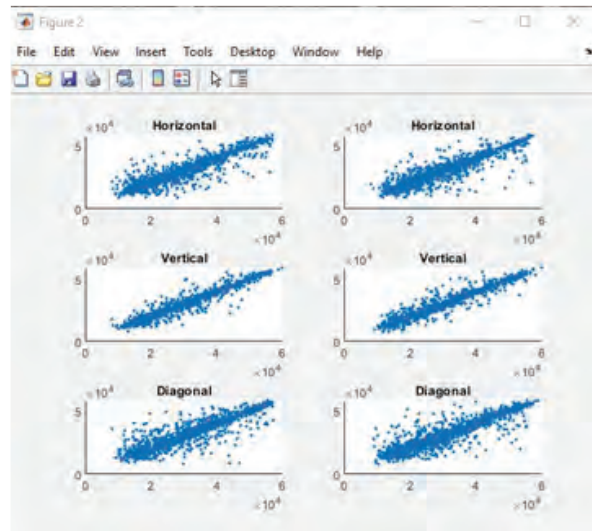 Figure 2
File Edit View Insert Tools Desktop Window Help
×10⁴ Horizontal ×10⁴ Horizontal
5 5
0 0
0 2 4 6 0 2 4 6
×10⁴ ×10⁴
×10⁴ Vertical ×10⁴ Vertical
5 5
0 0
0 2 4 6 0 2 4 6
×10⁴ ×10⁴
×10⁴ Diagonal ×10⁴ Diagonal
5 5
0 0
0 2 4 6 0 2 4 6
×10⁴ ×10⁴